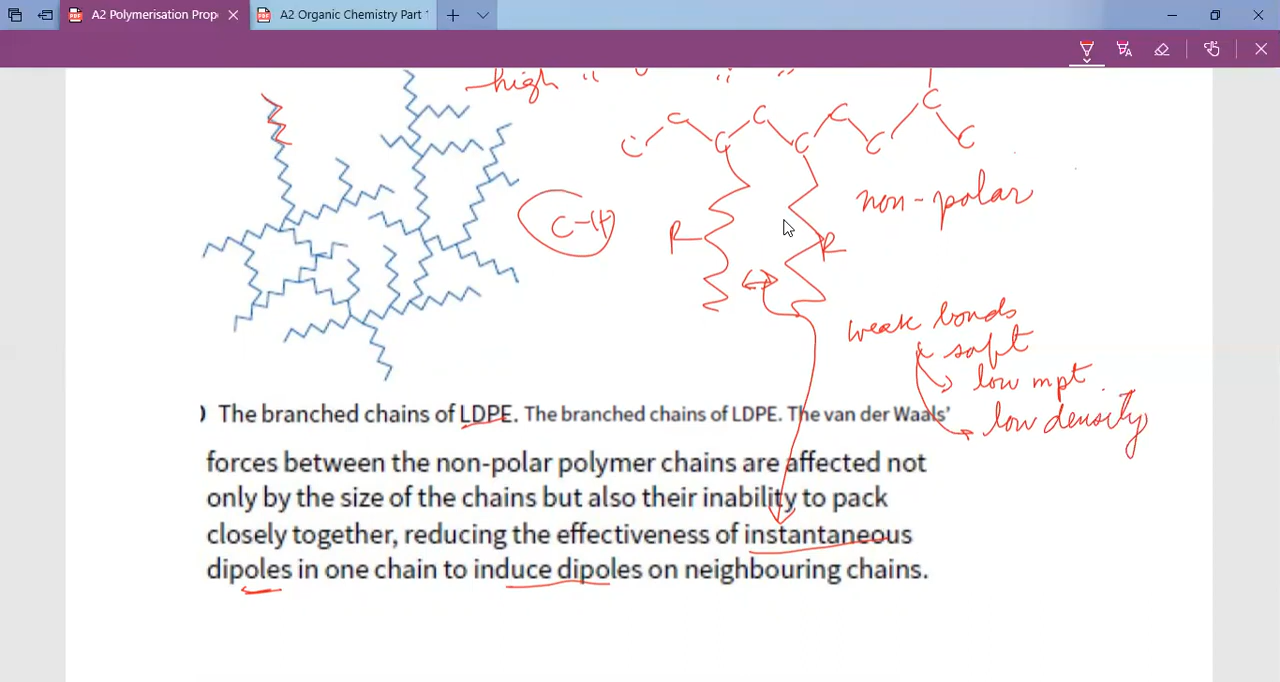 A2 Polymerisation Prop
A2 Organic Chemistry Part 1
high " " "
C C C C C C C C C
non-polar
C-H
R R
weak bonds
soft
low mpt.
low density
) The branched chains of LDPE. The branched chains of LDPE. The van der Waals'
forces between the non-polar polymer chains are affected not
only by the size of the chains but also their inability to pack
closely together, reducing the effectiveness of instantaneous
dipoles in one chain to induce dipoles on neighbouring chains.